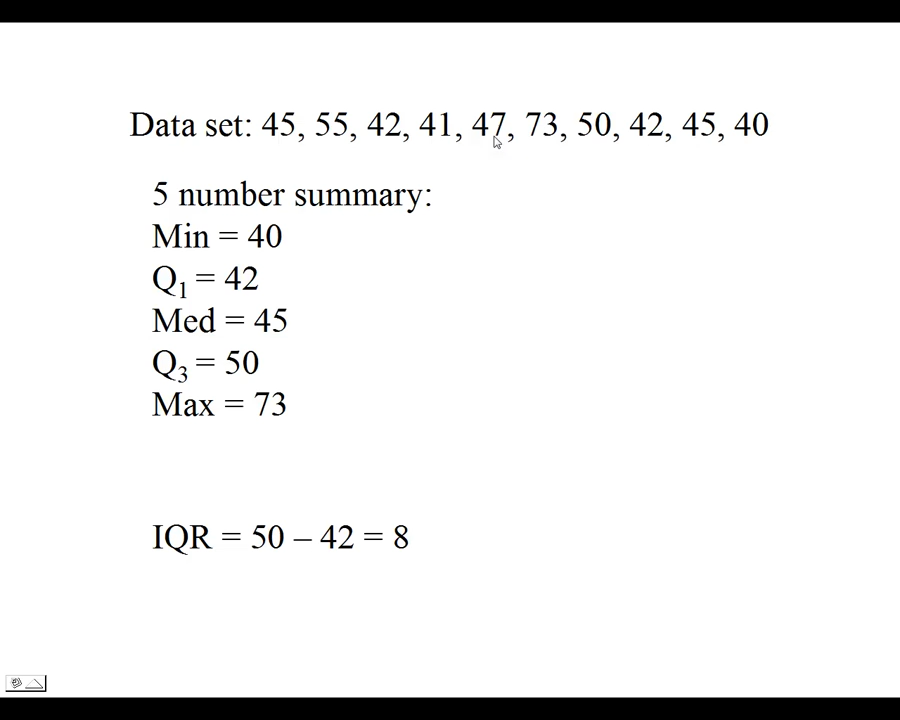 Data set: 45, 55, 42, 41, 47, 73, 50, 42, 45, 40
5 number summary:
Min = 40
Q₁ = 42
Med = 45
Q₃ = 50
Max = 73
IQR = 50 – 42 = 8